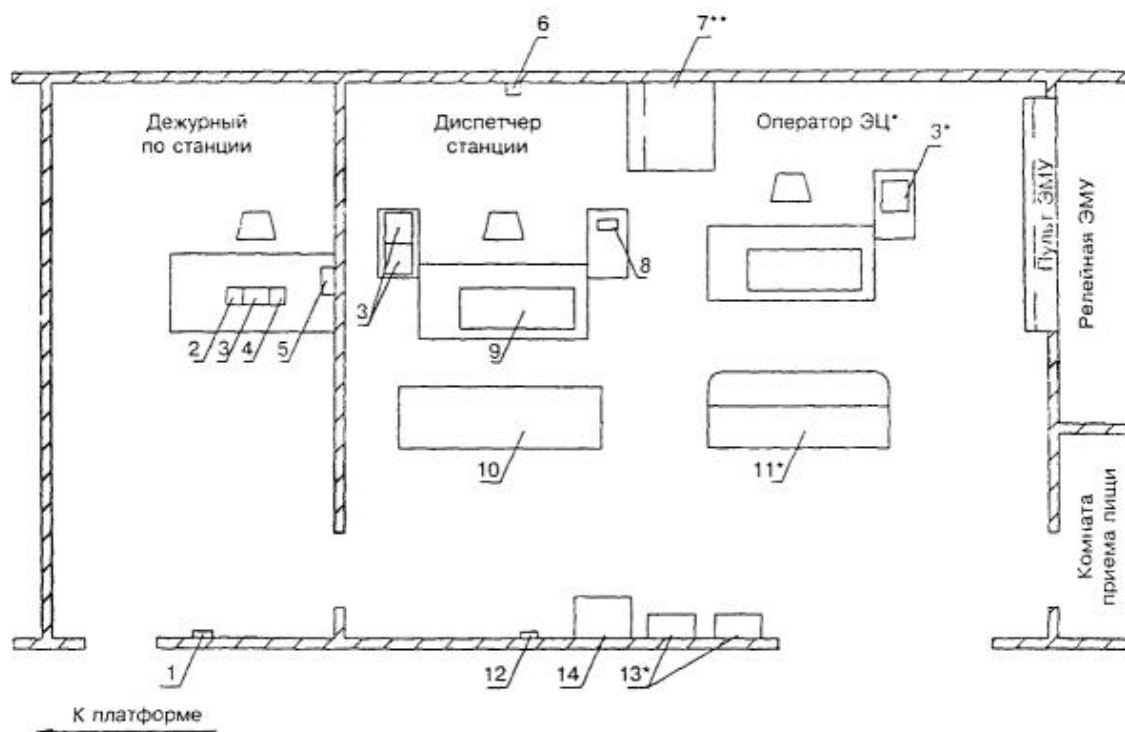 6
7**
Дежурный
по станции
Диспетчер
станции
Оператор ЭЦ*
3*
Пульт ЭМУ
Релейная ЭМУ
8
2
3
4
5
3
9
10
11*
Комната
приема пищи
1
12
14
13*
К платформе